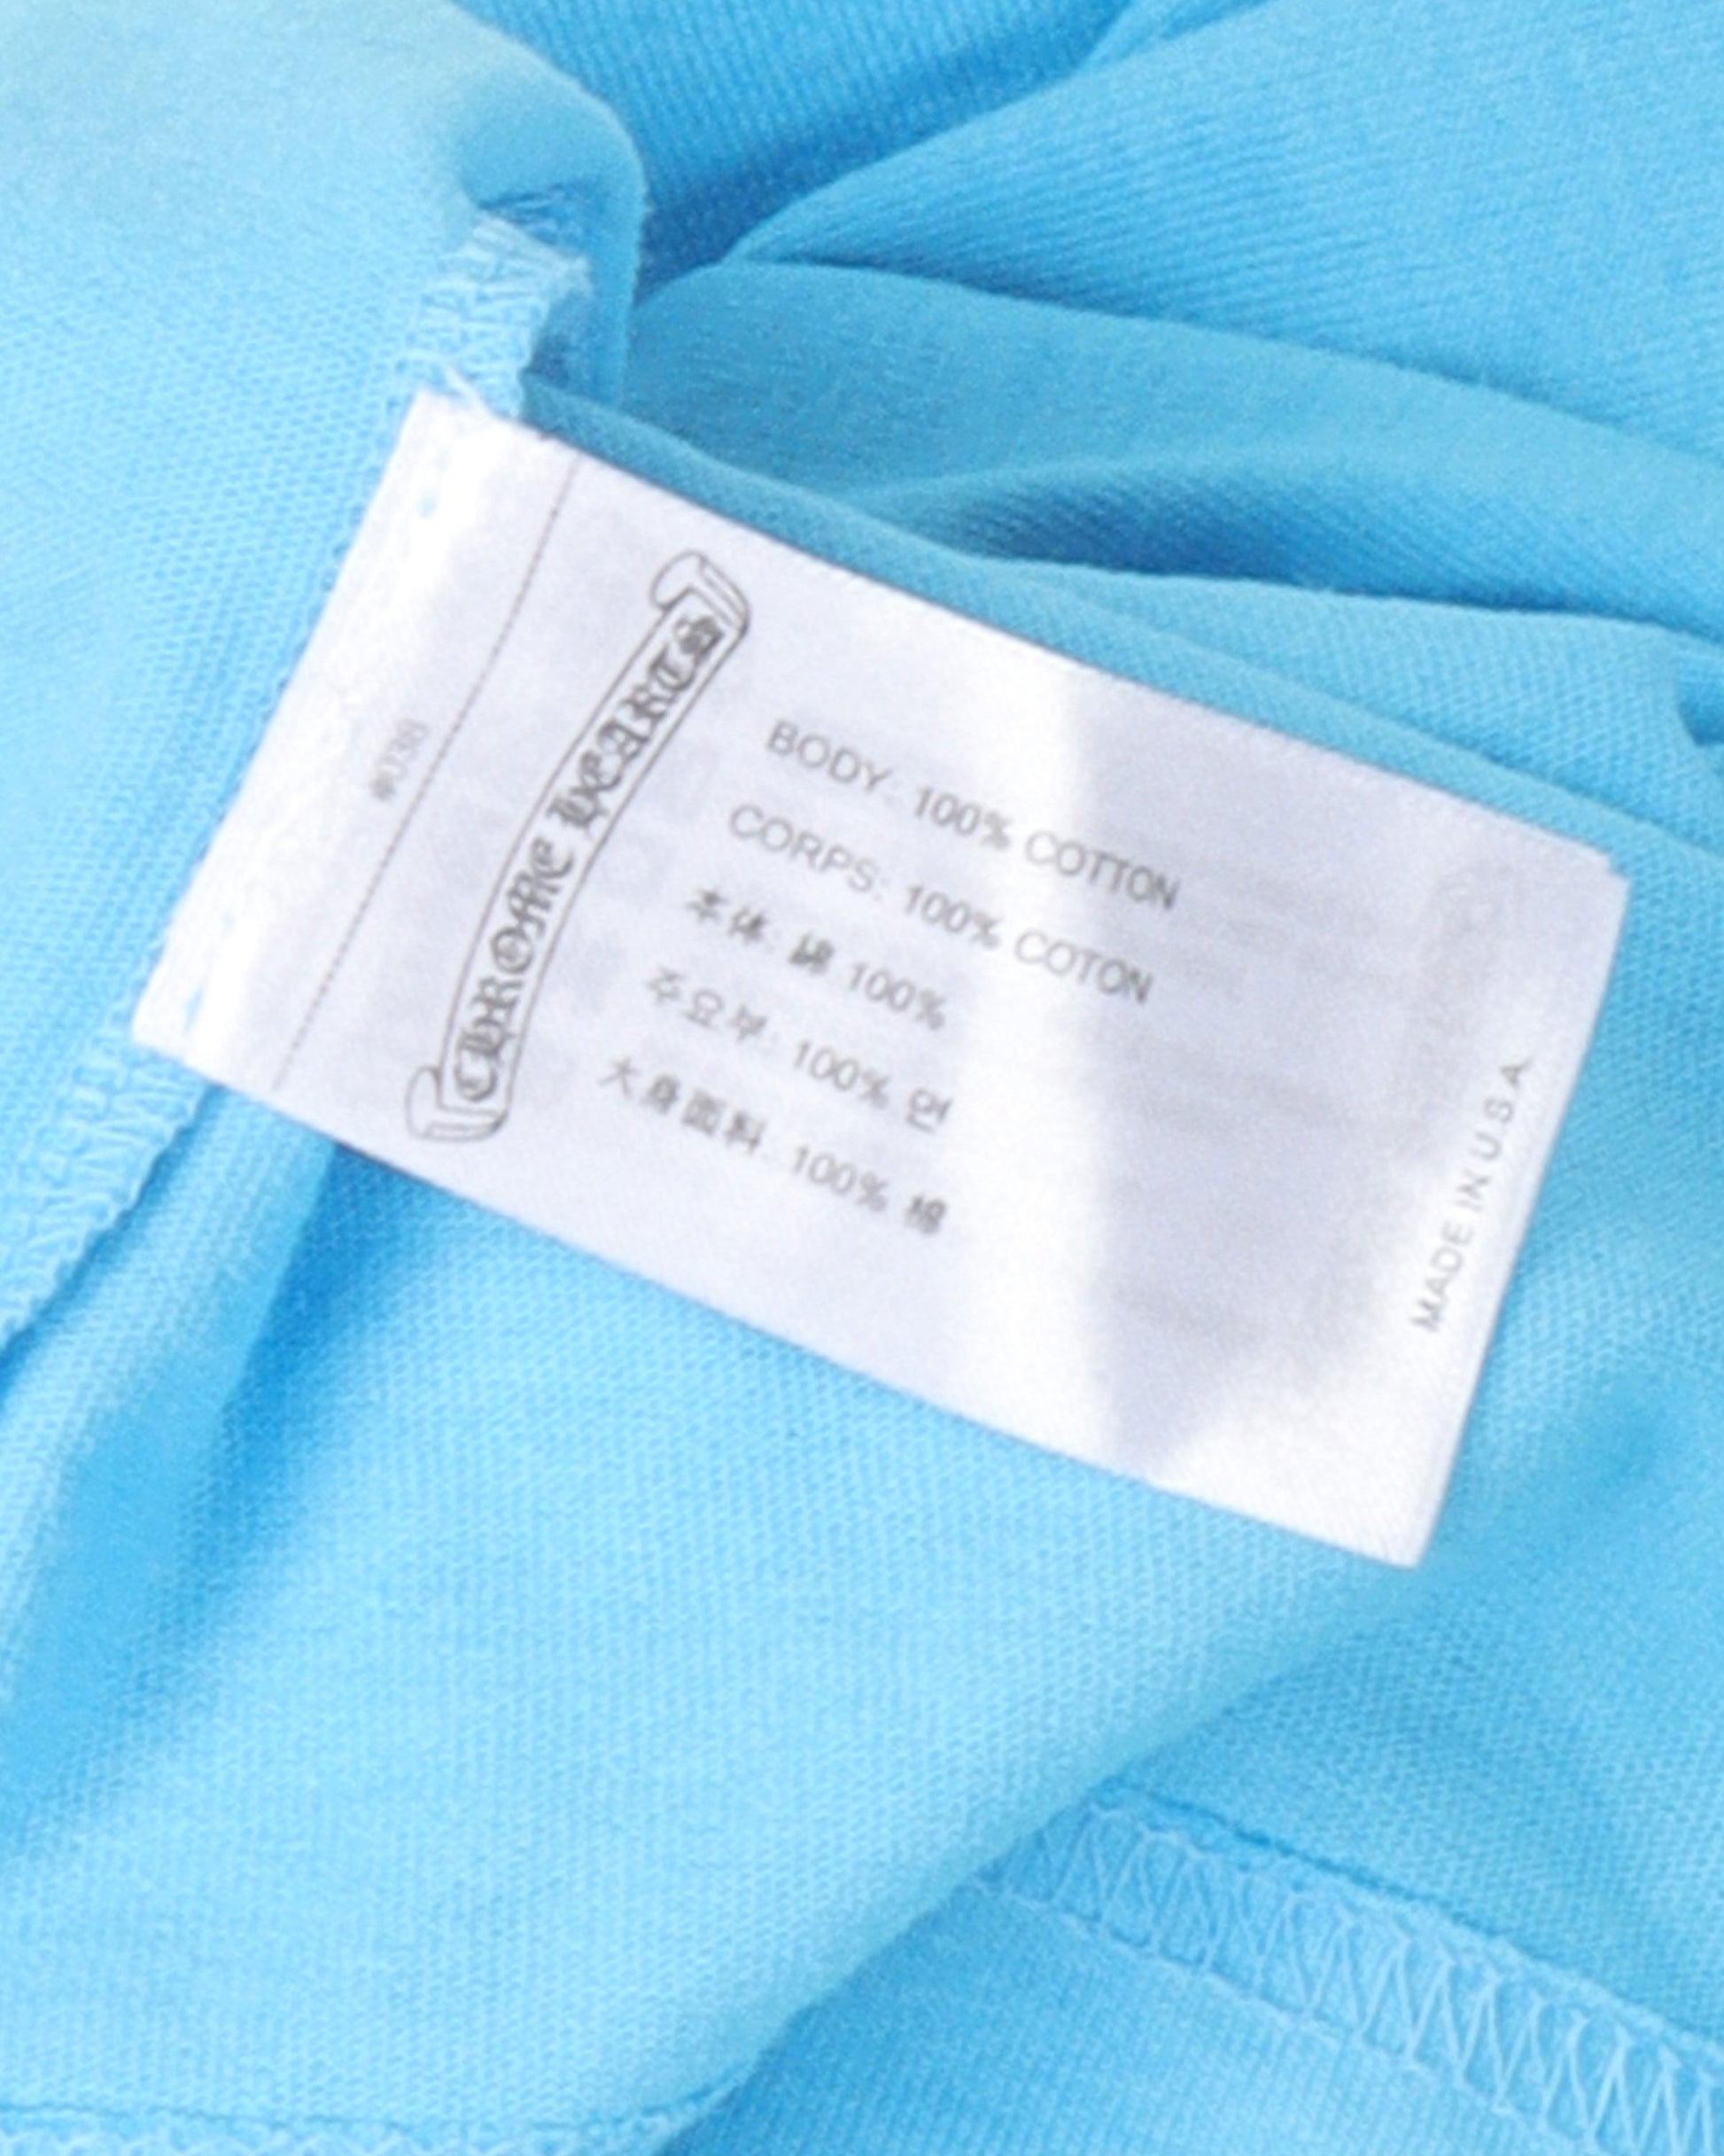 #038
CHROME HEARTS
BODY: 100% COTTON
CORPS: 100% COTON
本体: 綿 100%
주요부: 100% 면
大身面料: 100% 棉
MADE IN U.S.A.